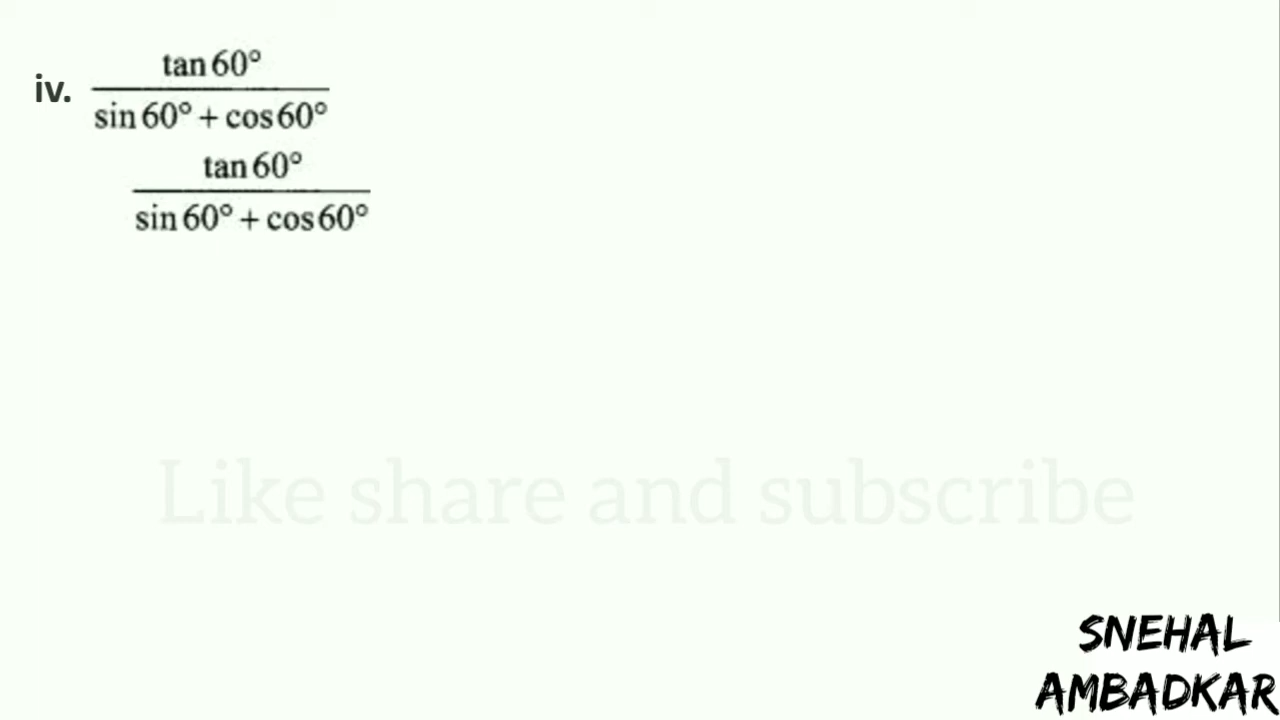 iv. tan 60°
sin 60° + cos 60°
tan 60°
sin 60° + cos 60°
Like share and subscribe
SNEHAL
AMBADKAR